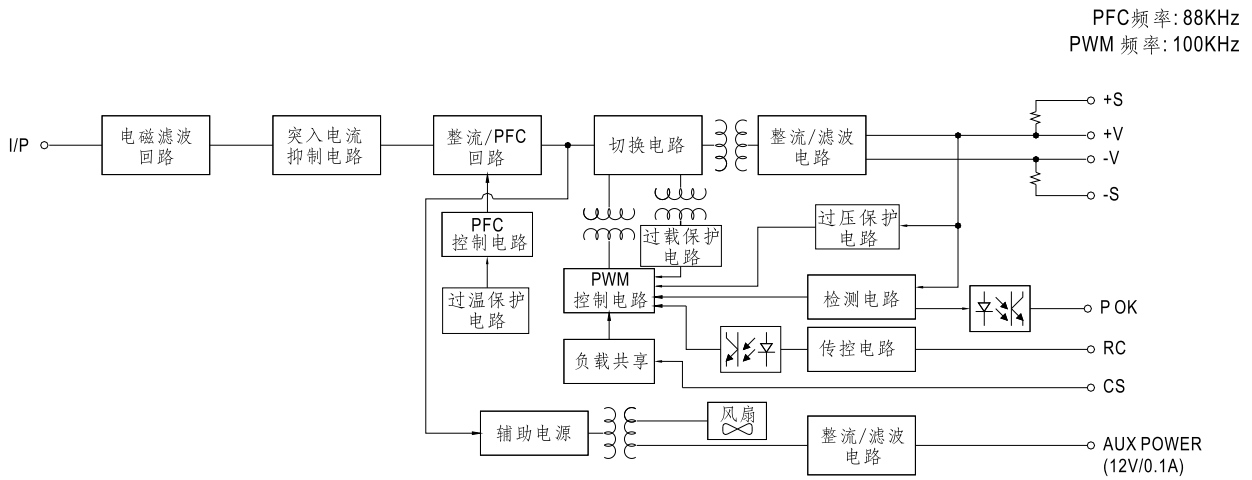 PFC频率: 88KHz
PWM 频率: 100KHz
I/P
电磁滤波
回路
突入电流
抑制电路
整流/PFC
回路
切换电路
整流/滤波
电路
+S
+V
-V
-S
PFC
控制电路
过载保护
电路
过压保护
电路
过温保护
电路
PWM
控制电路
检测电路
P OK
负载共享
传控电路
RC
CS
辅助电源
风扇
整流/滤波
电路
AUX POWER
(12V/0.1A)